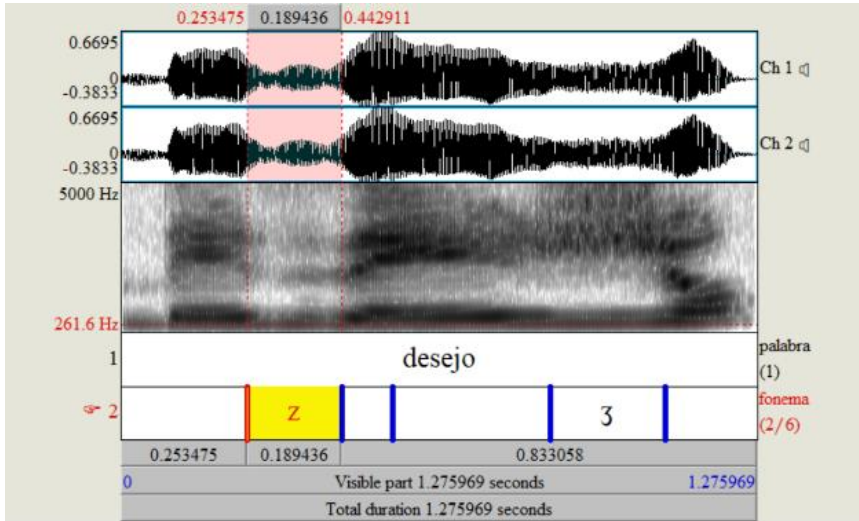 0.253475 0.189436 0.442911
0.6695
0
-0.3833
Ch 1
0.6695
0
-0.3833
Ch 2
5000 Hz
261.6 Hz
1 desejo palabra (1)
☞ 2 z ʒ fonema (2/6)
0.253475 0.189436 0.833058
0 Visible part 1.275969 seconds 1.275969
Total duration 1.275969 seconds